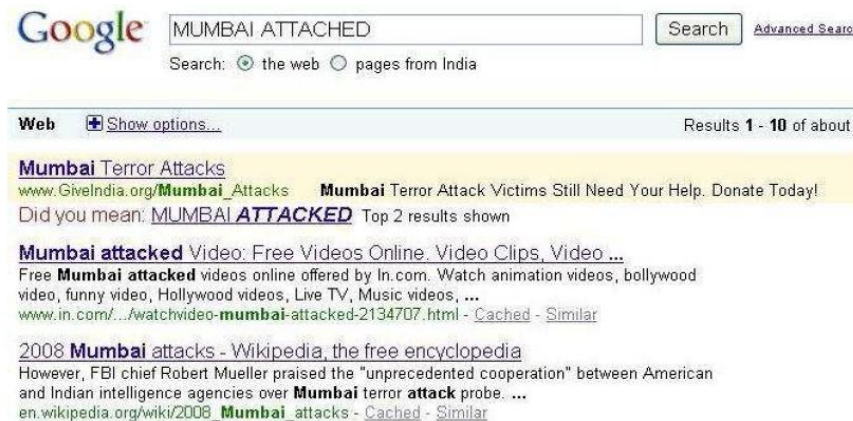 Google MUMBAI ATTACHED Search Advanced Searc
Search: the web pages from India
Web Show options... Results 1 - 10 of about
Mumbai Terror Attacks
www.GiveIndia.org/Mumbai_Attacks Mumbai Terror Attack Victims Still Need Your Help. Donate Today!
Did you mean: MUMBAI ATTACKED Top 2 results shown
Mumbai attacked Video: Free Videos Online. Video Clips, Video ...
Free Mumbai attacked videos online offered by In.com. Watch animation videos, bollywood
video, funny video, Hollywood videos, Live TV, Music videos, ...
www.in.com/.../watchvideo-mumbai-attacked-2134707.html - Cached - Similar
2008 Mumbai attacks - Wikipedia, the free encyclopedia
However, FBI chief Robert Mueller praised the "unprecedented cooperation" between American
and Indian intelligence agencies over Mumbai terror attack probe. ...
en.wikipedia.org/wiki/2008_Mumbai_attacks - Cached - Similar